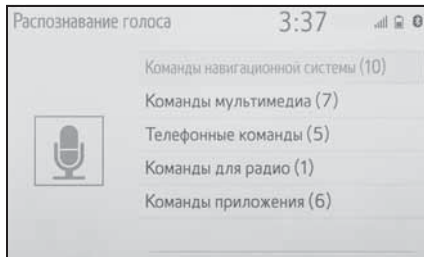 Распознавание голоса 3:37
Команды навигационной системы (10)
Команды мультимедиа (7)
Телефонные команды (5)
Команды для радио (1)
Команды приложения (6)